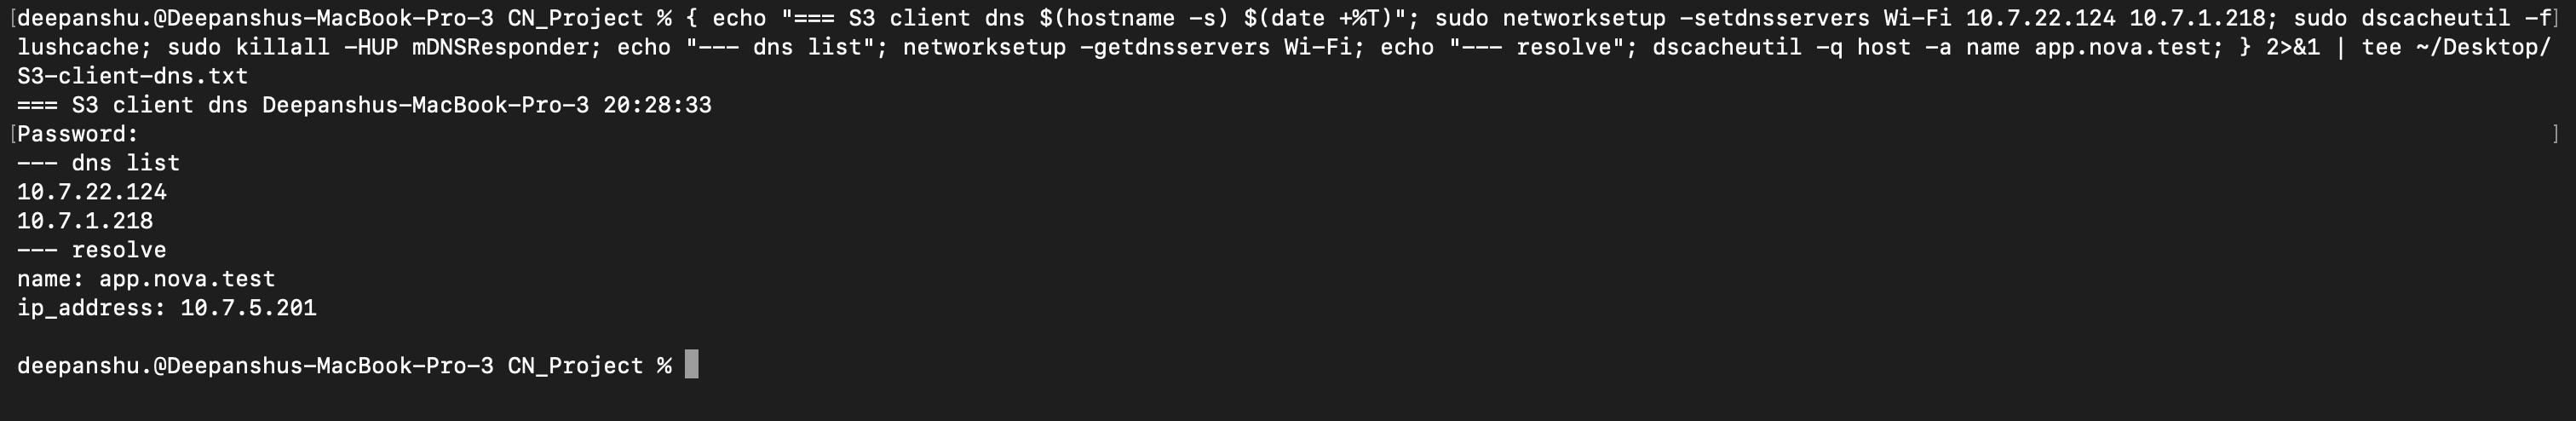 [deepanshu.@Deepanshus-MacBook-Pro-3 CN_Project % { echo "=== S3 client dns $(hostname -s) $(date +%T)"; sudo networksetup -setdnsservers Wi-Fi 10.7.22.124 10.7.1.218; sudo dscacheutil -f]
lushcache; sudo killall -HUP mDNSResponder; echo "--- dns list"; networksetup -getdnsservers Wi-Fi; echo "--- resolve"; dscacheutil -q host -a name app.nova.test; } 2>&1 | tee ~/Desktop/
S3-client-dns.txt
=== S3 client dns Deepanshus-MacBook-Pro-3 20:28:33
[Password: ]
--- dns list
10.7.22.124
10.7.1.218
--- resolve
name: app.nova.test
ip_address: 10.7.5.201
deepanshu.@Deepanshus-MacBook-Pro-3 CN_Project %